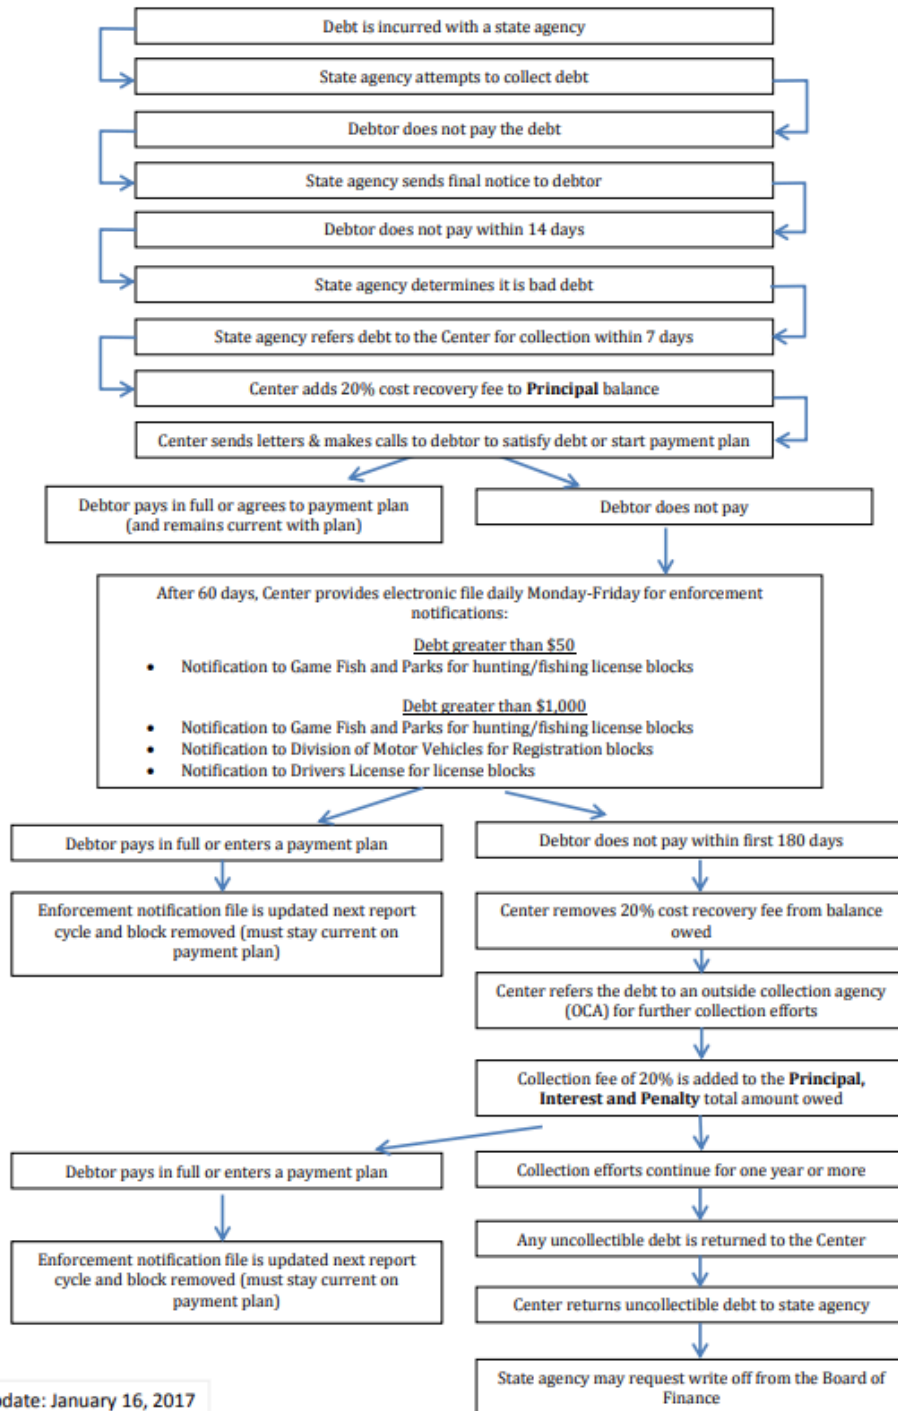 Debt is incurred with a state agency
State agency attempts to collect debt
Debtor does not pay the debt
State agency sends final notice to debtor
Debtor does not pay within 14 days
State agency determines it is bad debt
State agency refers debt to the Center for collection within 7 days
Center adds 20% cost recovery fee to Principal balance
Center sends letters & makes calls to debtor to satisfy debt or start payment plan
Debtor pays in full or agrees to payment plan
(and remains current with plan)
Debtor does not pay
After 60 days, Center provides electronic file daily Monday-Friday for enforcement
notifications:
Debt greater than $50
• Notification to Game Fish and Parks for hunting/fishing license blocks
Debt greater than $1,000
• Notification to Game Fish and Parks for hunting/fishing license blocks
• Notification to Division of Motor Vehicles for Registration blocks
• Notification to Drivers License for license blocks
Debtor pays in full or enters a payment plan
Debtor does not pay within first 180 days
Enforcement notification file is updated next report
cycle and block removed (must stay current on
payment plan)
Center removes 20% cost recovery fee from balance
owed
Center refers the debt to an outside collection agency
(OCA) for further collection efforts
Collection fee of 20% is added to the Principal,
Interest and Penalty total amount owed
Debtor pays in full or enters a payment plan
Collection efforts continue for one year or more
Enforcement notification file is updated next report
cycle and block removed (must stay current on
payment plan)
Any uncollectible debt is returned to the Center
Center returns uncollectible debt to state agency
State agency may request write off from the Board of
Finance
date: January 16, 2017